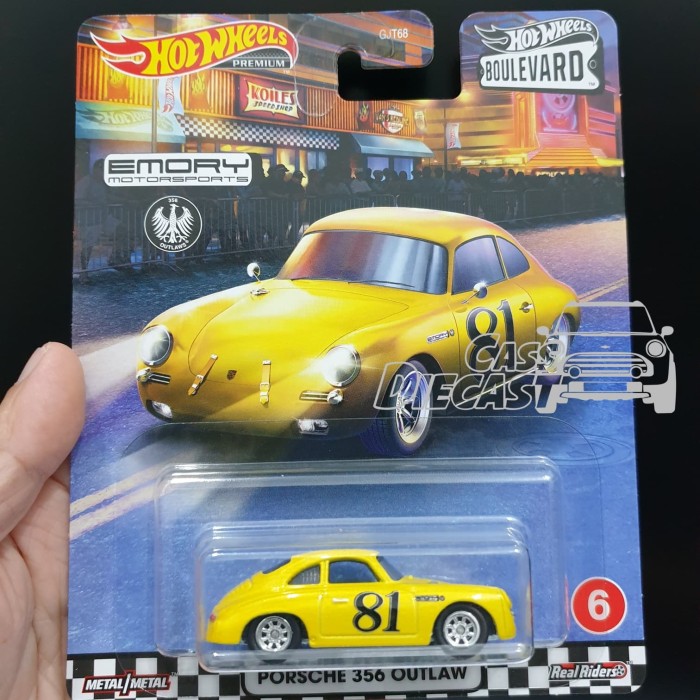 HOT WHEELS
PREMIUM
GJT68
HOT WHEELS
BOULEVARD
KOILES
SPEED SHOP
EMORY
MOTORSPORTS
356
OUTLAWS
81
CASS
DIECAST
81
6
METAL/METAL
PORSCHE 356 OUTLAW
Real Riders